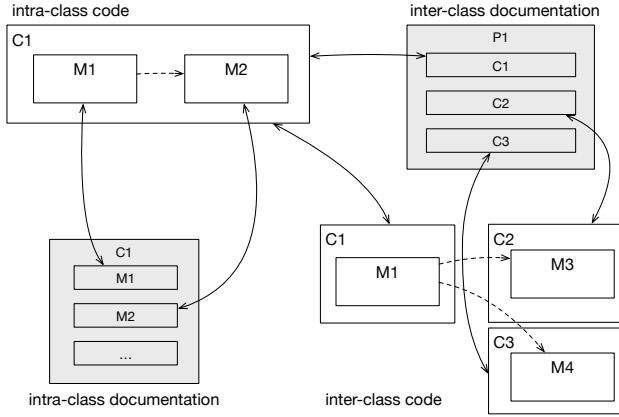 intra-class code
C1
M1
M2
inter-class documentation
P1
C1
C2
C3
C1
M1
M2
...
intra-class documentation
C1
M1
C2
M3
C3
M4
inter-class code